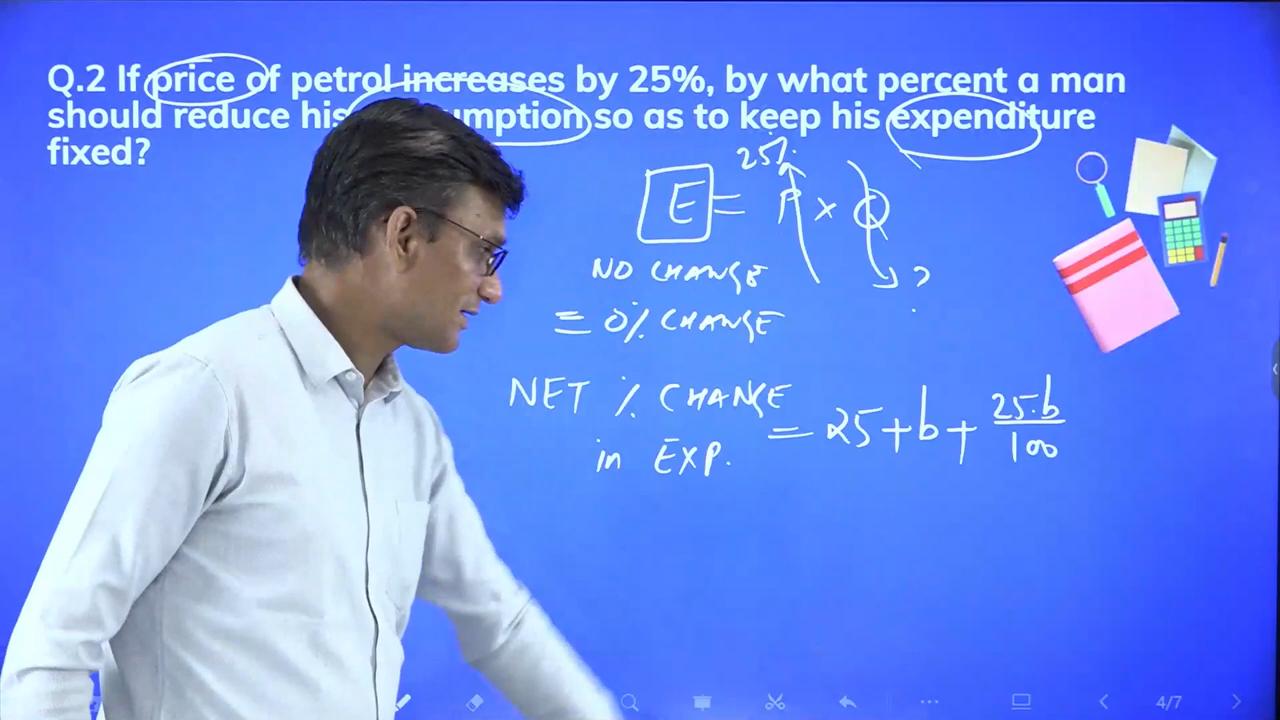 Q.2 If price of petrol increases by 25%, by what percent a man
should reduce his umption so as to keep his expenditure
fixed?
25%
E = P × Q
NO CHANGE ?
≡ 0% CHANGE
NET % CHANGE
in EXP. = 25 + b + 25.b/100
4/7